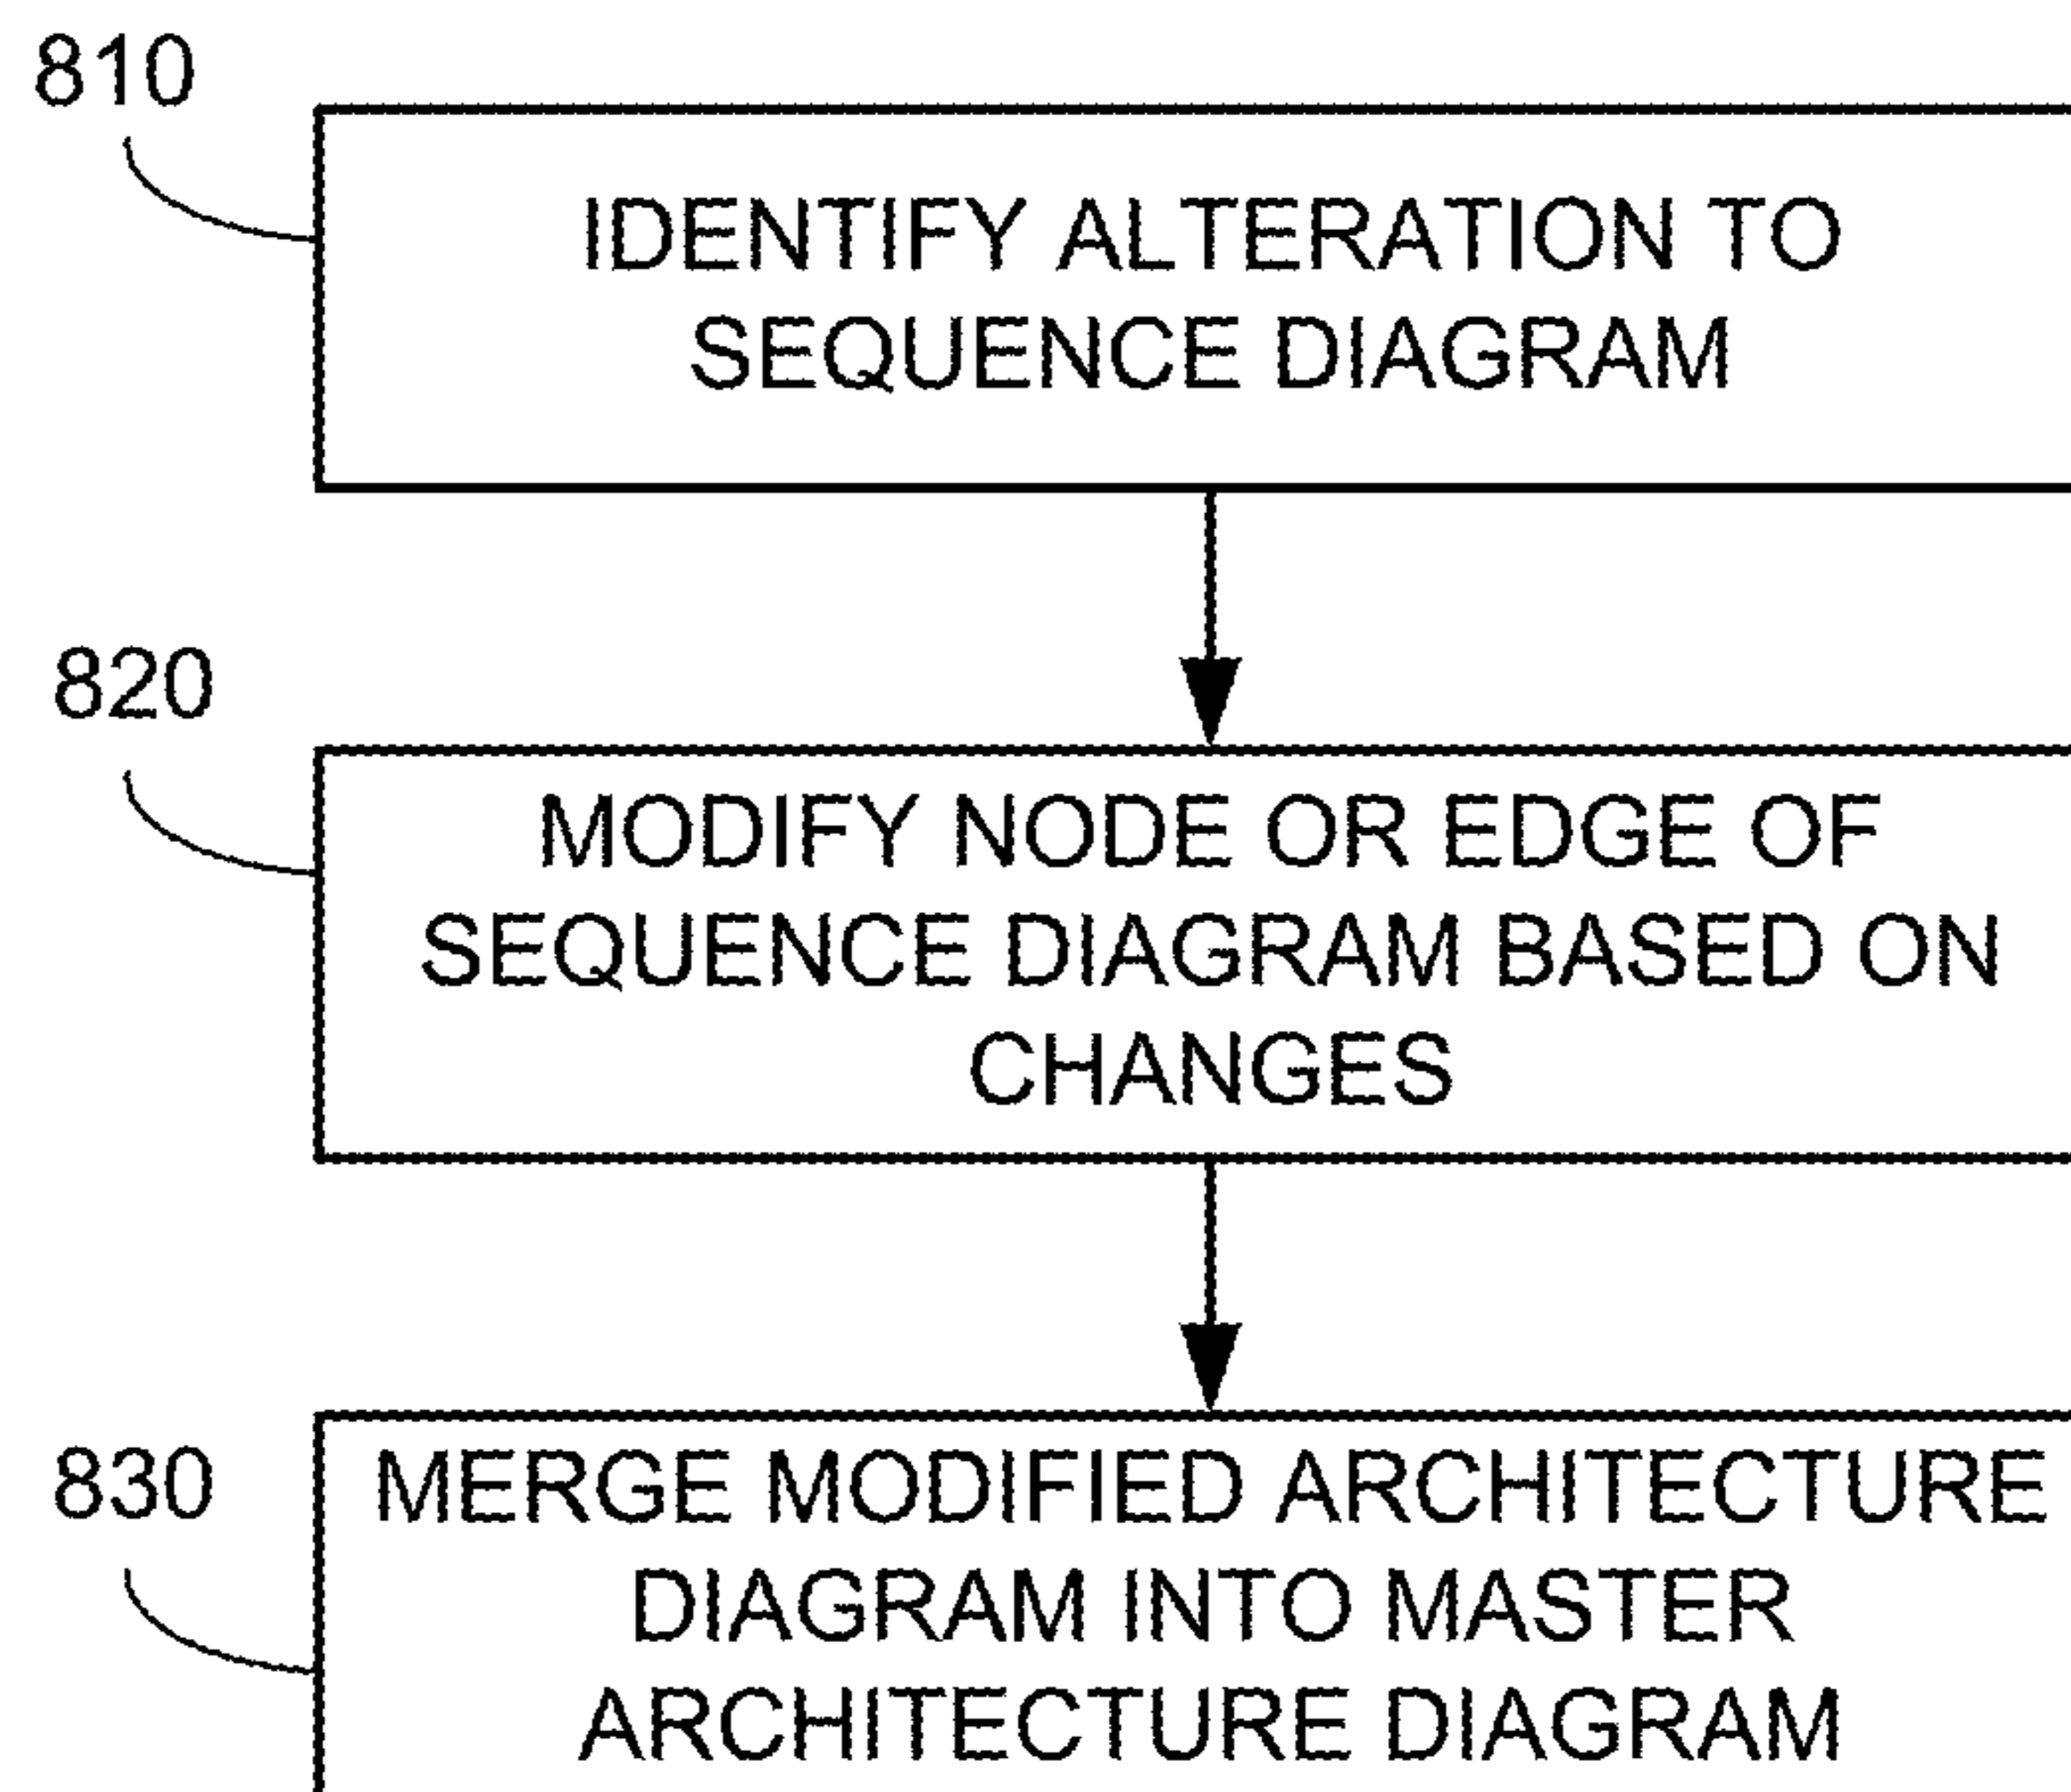 810
IDENTIFY ALTERATION TO
SEQUENCE DIAGRAM
820
MODIFY NODE OR EDGE OF
SEQUENCE DIAGRAM BASED ON
CHANGES
830
MERGE MODIFIED ARCHITECTURE
DIAGRAM INTO MASTER
ARCHITECTURE DIAGRAM